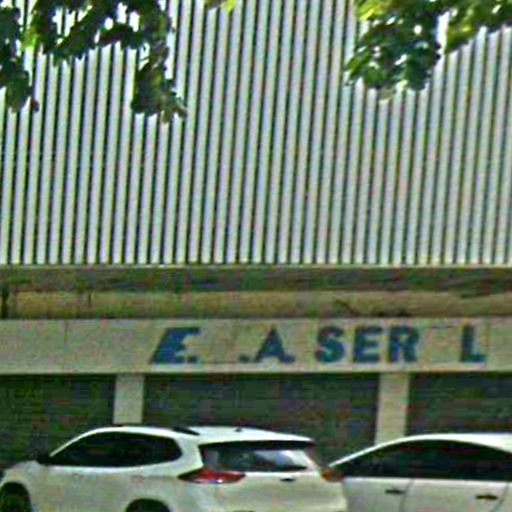 E. .A. SER L